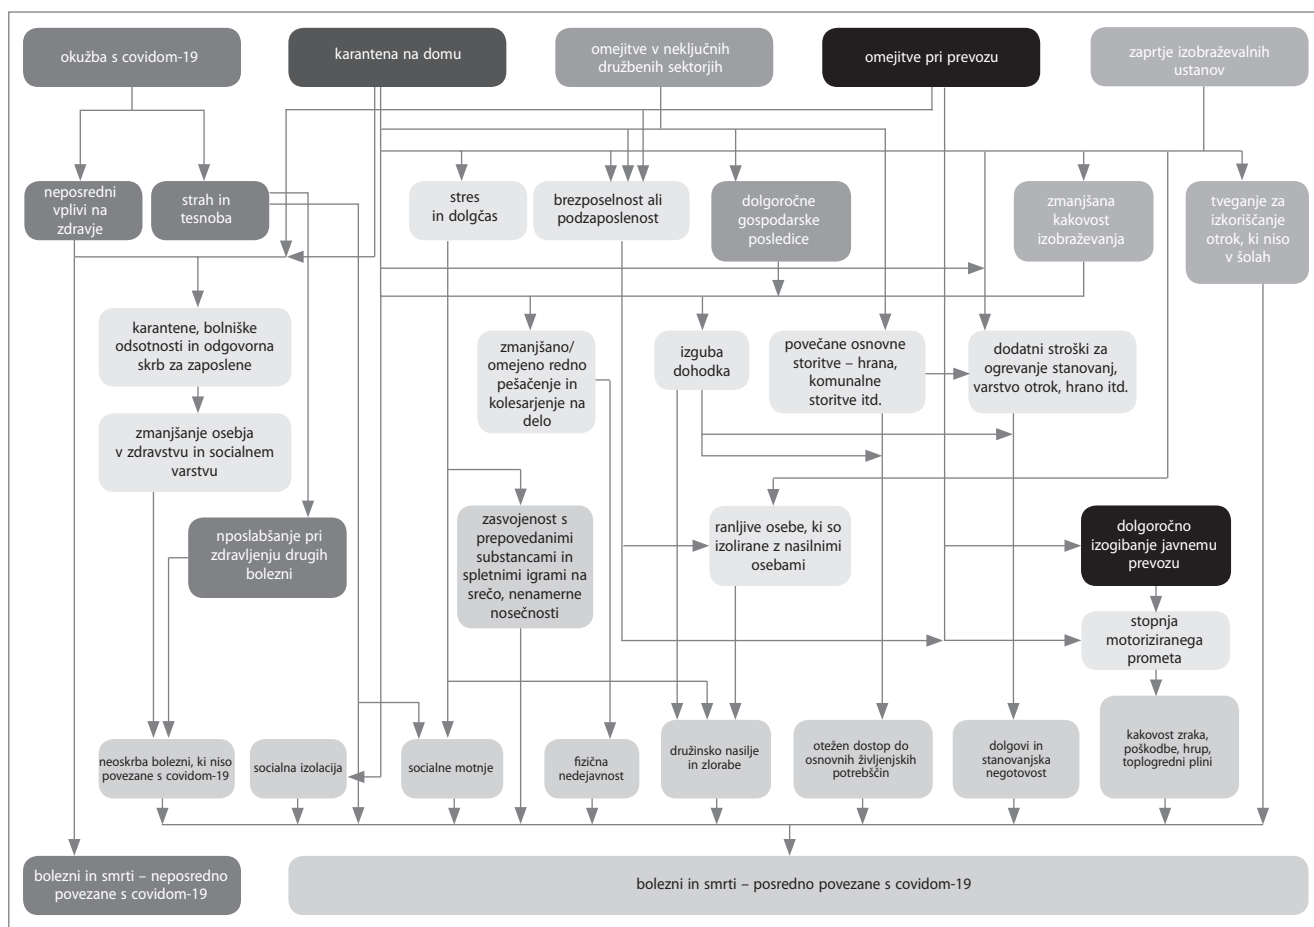 okužba s covidom-19
karantena na domu
omejitve v neključnih
družbenih sektorjih
omejitve pri prevozu
zaprtje izobraževalnih
ustanov
neposredni
vplivi na
zdravje
strah in
tesnoba
stres
in dolgčas
brezposelnost ali
podzaposlenost
dolgoročne
gospodarske
posledice
zmanjšana
kakovost
izobraževanja
tveganje za
izkoriščanje
otrok, ki niso
v šolah
karantene, bolniške
odsotnosti in odgovorna
skrb za zaposlene
zmanjšano/
omejeno redno
pešačenje in
kolesarjenje na
delo
izguba
dohodka
povečane osnovne
storitve – hrana,
komunalne
storitve itd.
dodatni stroški za
ogrevanje stanovanj,
varstvo otrok, hrano itd.
zmanjšanje osebja
v zdravstvu in socialnem
varstvu
nposlabšanje pri
zdravljenju drugih
bolezni
zasvojenost s
prepovedanimi
substancami in
spletnimi igrami na
srečo, nenamerne
nosečnosti
ranljive osebe, ki so
izolirane z nasilnimi
osebami
dolgoročno
izogibanje javnemu
prevozu
stopnja
motoriziranega
prometa
neoskrba bolezni, ki niso
povezane s covidom-19
socialna izolacija
socialne motnje
fizična
nedejavnost
družinsko nasilje
in zlorabe
otežen dostop do
osnovnih življenjskih
potrebščin
dolgovi in
stanovanjska
negotovost
kakovost zraka,
poškodbe, hrup,
toplogredni plini
bolezni in smrti – neposredno
povezane s covidom-19
bolezni in smrti – posredno povezane s covidom-19